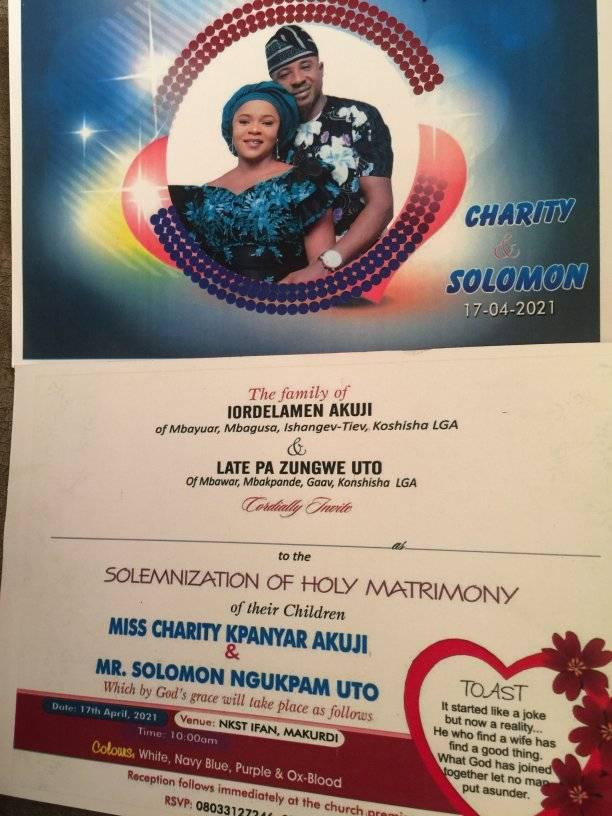 CHARITY
&
SOLOMON
17-04-2021
The family of
IORDELAMEN AKUJI
of Mbayuar, Mbagusa, Ishangev-Tiev, Koshisha LGA
&
LATE PA ZUNGWE UTO
Of Mbawar, Mbakpande, Gaav, Konshisha LGA
Cordially Invite
as
to the
SOLEMNIZATION OF HOLY MATRIMONY
of their Children
MISS CHARITY KPANYAR AKUJI
&
MR. SOLOMON NGUKPAM UTO
Which by God's grace will take place as follows
Date: 17th April, 2021
Venue: NKST IFAN, MAKURDI
Time: 10:00am
Colours, White, Navy Blue, Purple & Ox-Blood
Reception follows immediately at the church
RSVP:
TOAST
It started like a joke
but now a reality...
He who find a wife has
find a good thing.
What God has joined
together let no man
put asunder.